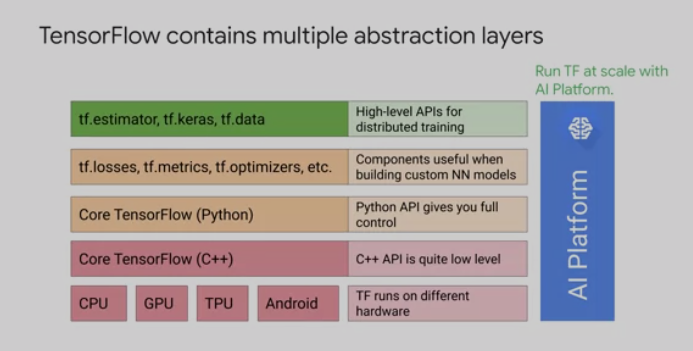 TensorFlow contains multiple abstraction layers
Run TF at scale with
AI Platform.
tf.estimator, tf.keras, tf.data
High-level APIs for
distributed training
tf.losses, tf.metrics, tf.optimizers, etc.
Components useful when
building custom NN models
Core TensorFlow (Python)
Python API gives you full
control
Core TensorFlow (C++)
C++ API is quite low level
CPU
GPU
TPU
Android
TF runs on different
hardware
AI Platform